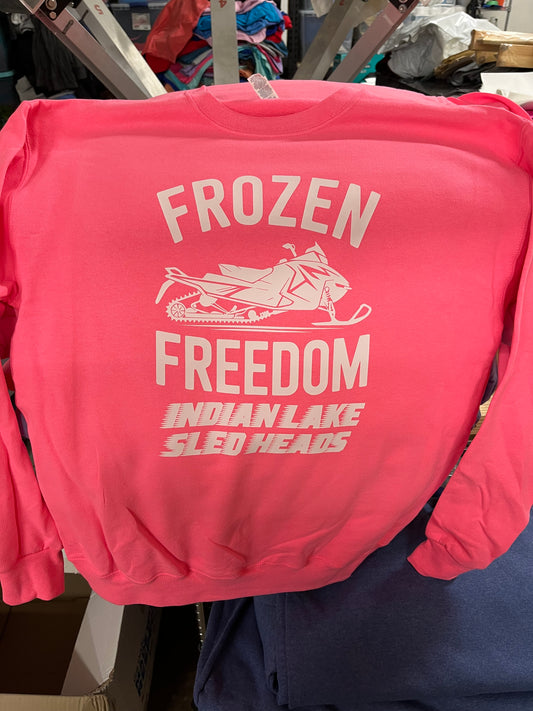 FROZEN
FREEDOM
INDIAN LAKE
SLED HEADS